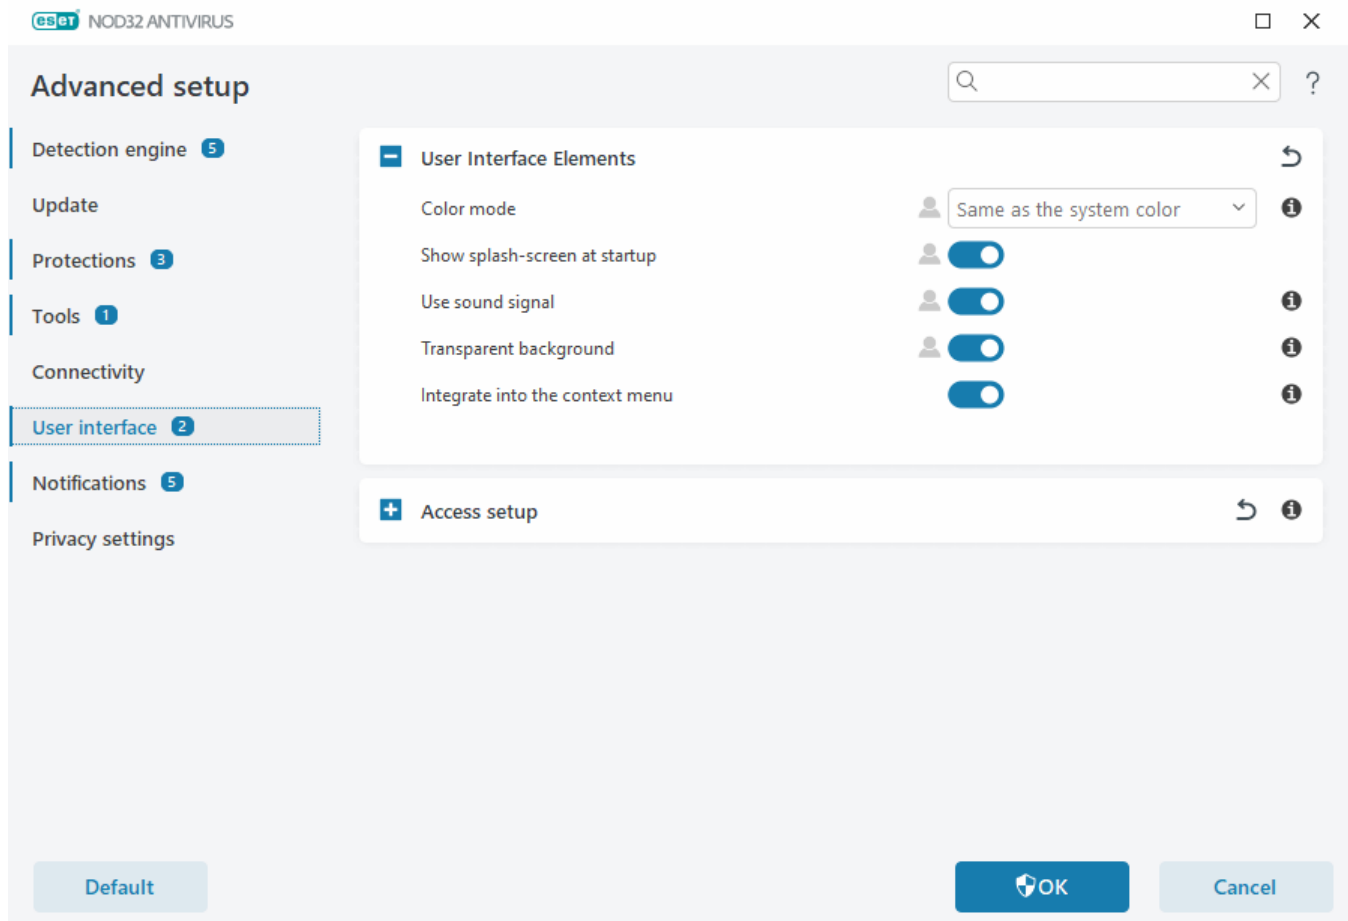 eset NOD32 ANTIVIRUS
Advanced setup
?
Detection engine 5
Update
Protections 3
Tools 1
Connectivity
User interface 2
Notifications 5
Privacy settings
User Interface Elements
Color mode
Same as the system color
Show splash-screen at startup
Use sound signal
Transparent background
Integrate into the context menu
Access setup
Default
OK
Cancel